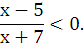 x − 5
x + 7
< 0.